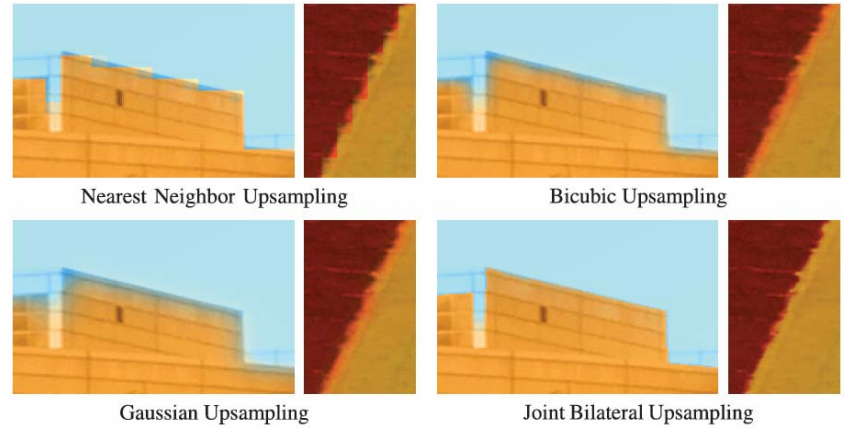 Nearest Neighbor Upsampling
Bicubic Upsampling
Gaussian Upsampling
Joint Bilateral Upsampling